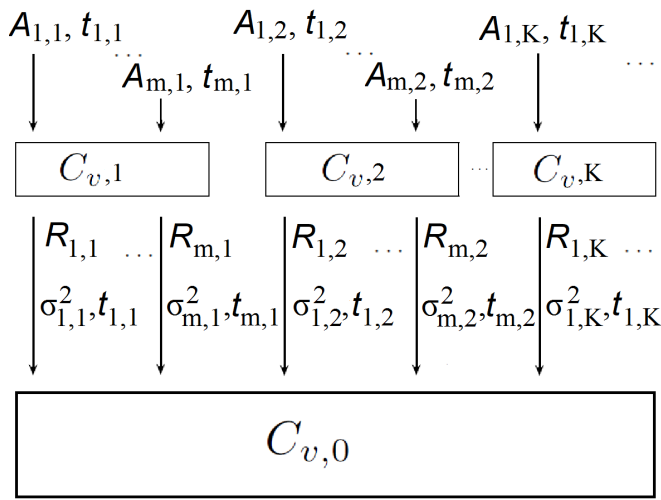 A1,1, t1,1 ... A1,2, t1,2 ... A1,K, t1,K ...
Am,1, tm,1 Am,2, tm,2
Cv,1 Cv,2 ... Cv,K
R1,1 ... Rm,1 R1,2 ... Rm,2 R1,K ...
σ²1,1, t1,1 σ²m,1, tm,1 σ²1,2, t1,2 σ²m,2, tm,2 σ²1,K, t1,K
Cv,0